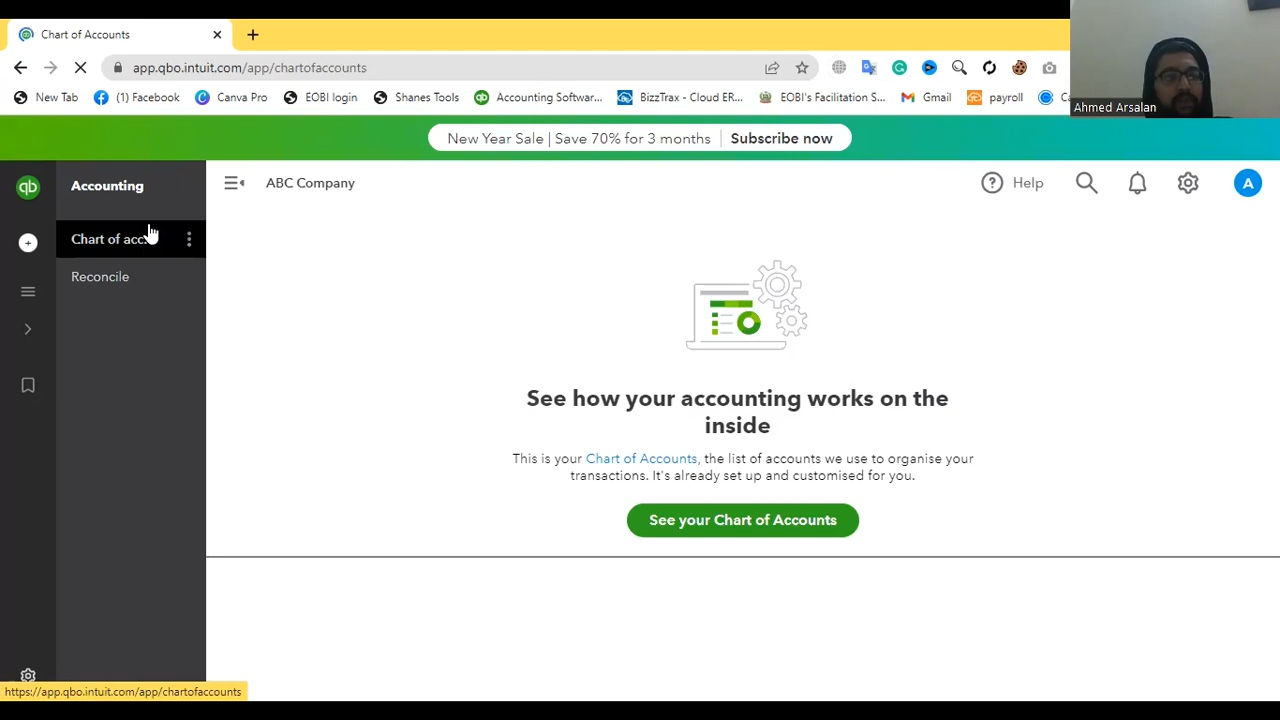 Chart of Accounts
app.qbo.intuit.com/app/chartofaccounts
New Tab
(1) Facebook
Canva Pro
EOBI login
Shanes Tools
Accounting Softwar...
BizzTrax - Cloud ER...
EOBI's Facilitation S...
Gmail
payroll
Ahmed Arsalan
New Year Sale | Save 70% for 3 months
Subscribe now
qb
Accounting
ABC Company
Help
A
Chart of acc
Reconcile
See how your accounting works on the
inside
This is your Chart of Accounts, the list of accounts we use to organise your
transactions. It's already set up and customised for you.
See your Chart of Accounts
https://app.qbo.intuit.com/app/chartofaccounts